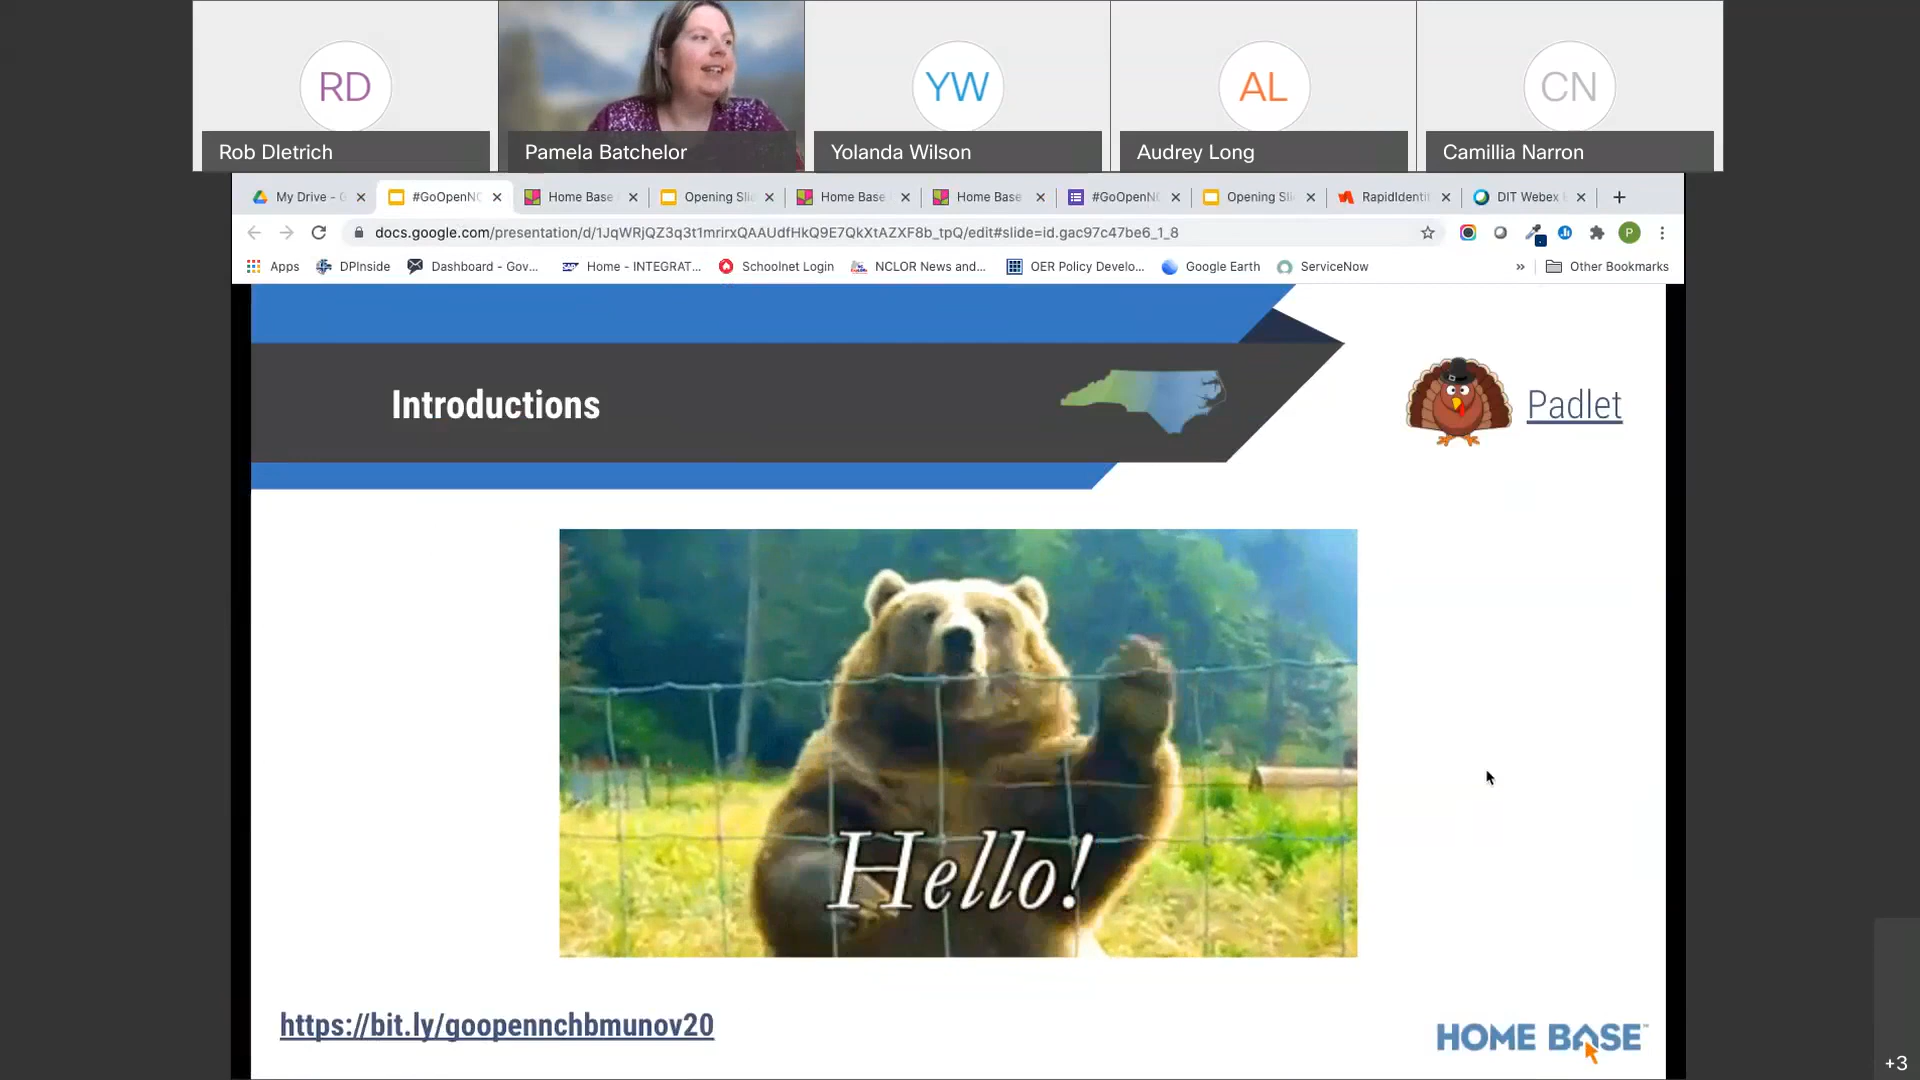 RD
YW
AL
CN
Rob DIetrich
Pamela Batchelor
Yolanda Wilson
Audrey Long
Camillia Narron
My Drive - G
#GoOpenNC
Home Base
Opening Sli
Home Base
Home Base
#GoOpenN
Opening Sli
RapidIdenti
DIT Webex
docs.google.com/presentation/d/1JqWRjQZ3q3t1mrirxQAAUdfHkQ9E7QkXtAZXF8b_tpQ/edit#slide=id.gac97c47be6_1_8
P
Apps
DPInside
Dashboard - Gov...
Home - INTEGRAT...
Schoolnet Login
NCLOR News and...
OER Policy Develo...
Google Earth
ServiceNow
»
Other Bookmarks
Introductions
Padlet
Hello!
https://bit.ly/goopennchbmunov20
HOME BASE™
+3